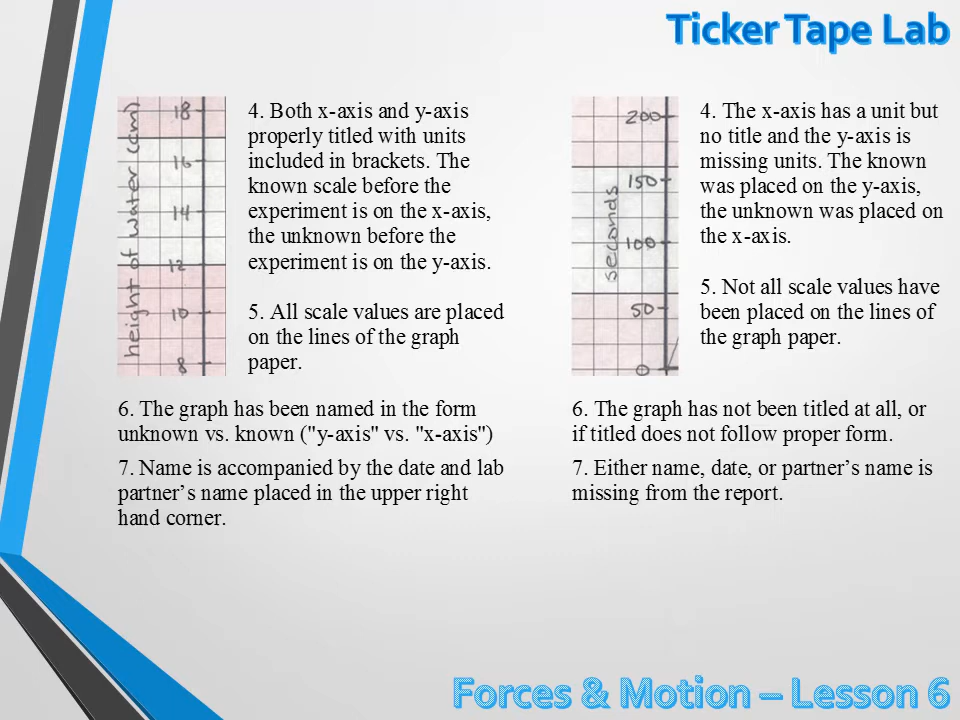 Ticker Tape Lab
height of water (cm)
18
16
14
12
10
8
4. Both x-axis and y-axis
properly titled with units
included in brackets. The
known scale before the
experiment is on the x-axis,
the unknown before the
experiment is on the y-axis.
5. All scale values are placed
on the lines of the graph
paper.
6. The graph has been named in the form
unknown vs. known ("y-axis" vs. "x-axis")
7. Name is accompanied by the date and lab
partner’s name placed in the upper right
hand corner.
seconds
200
150
100
50
0
4. The x-axis has a unit but
no title and the y-axis is
missing units. The known
was placed on the y-axis,
the unknown was placed on
the x-axis.
5. Not all scale values have
been placed on the lines of
the graph paper.
6. The graph has not been titled at all, or
if titled does not follow proper form.
7. Either name, date, or partner’s name is
missing from the report.
Forces & Motion – Lesson 6